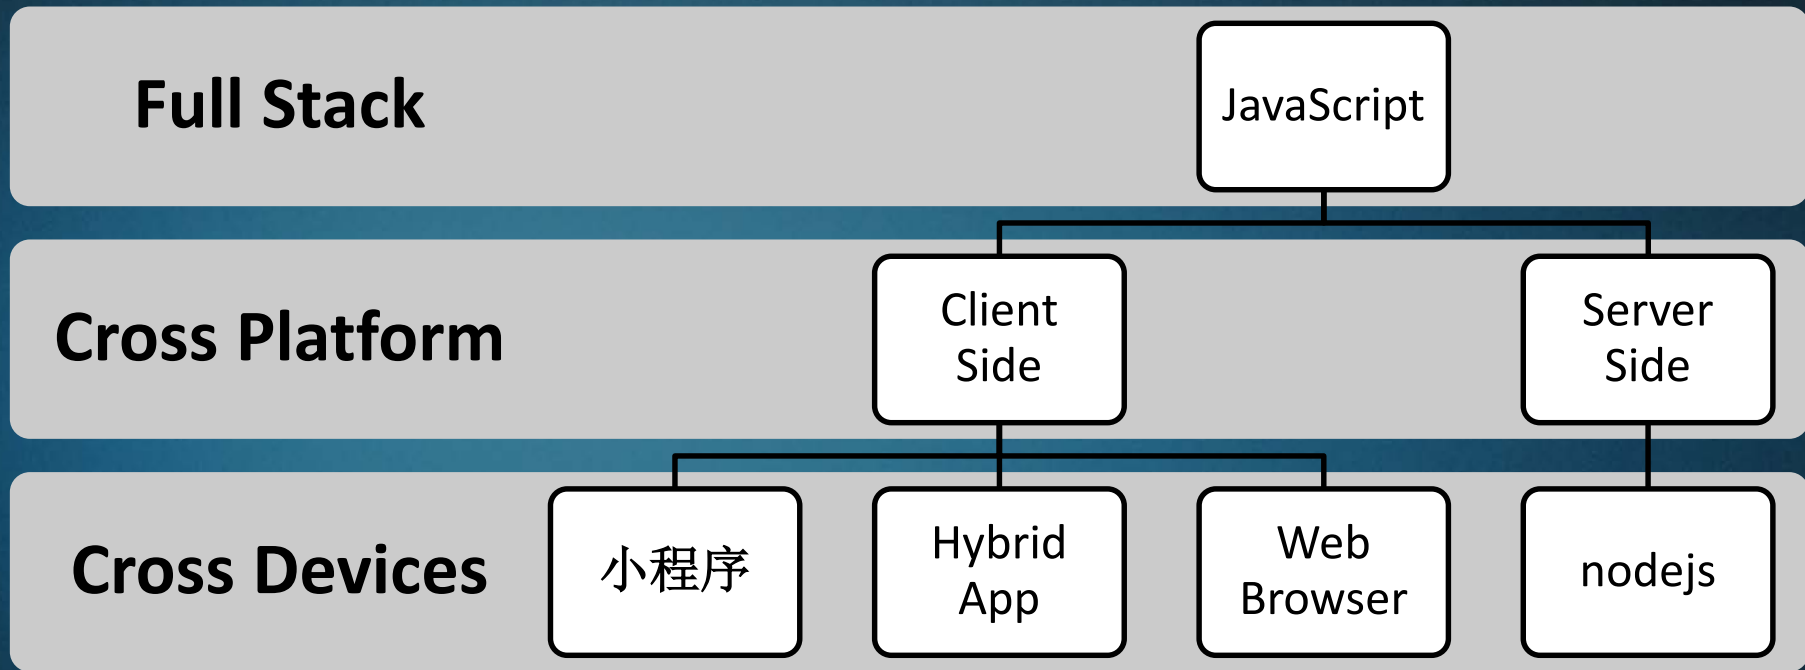 Full Stack
JavaScript
Cross Platform
Client
Side
Server
Side
Cross Devices
小程序
Hybrid
App
Web
Browser
nodejs